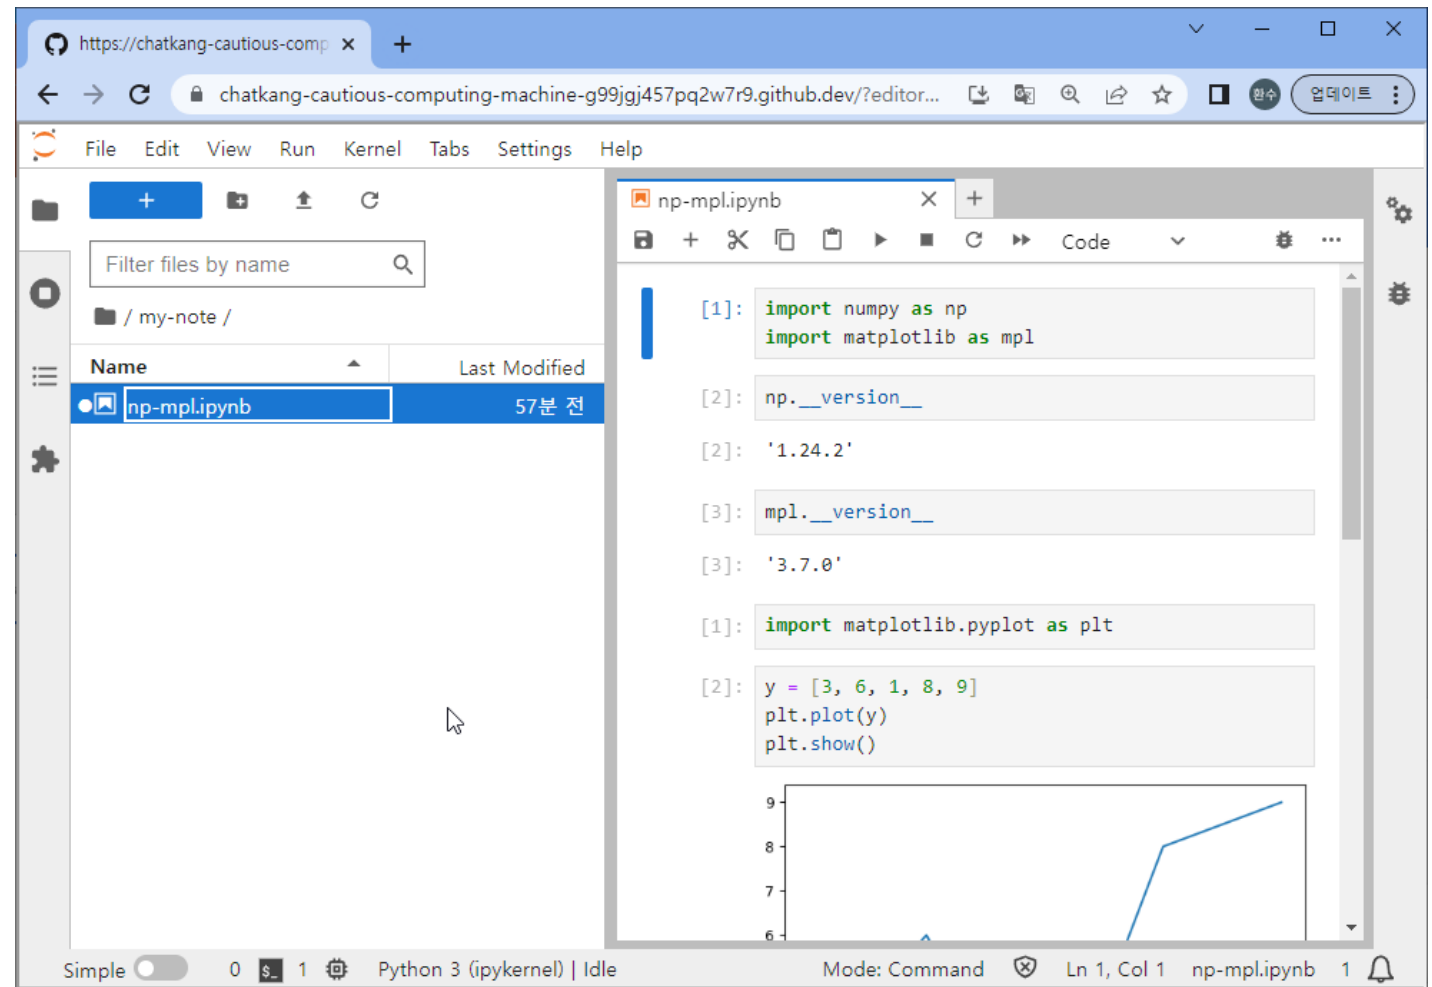 https://chatkang-cautious-comp
chatkang-cautious-computing-machine-g99jgj457pq2w7r9.github.dev/?editor...
환수
업데이트
File Edit View Run Kernel Tabs Settings Help
Filter files by name
/ my-note /
Name Last Modified
np-mpl.ipynb 57분 전
np-mpl.ipynb
Code
[1]: import numpy as np
import matplotlib as mpl
[2]: np.__version__
[2]: '1.24.2'
[3]: mpl.__version__
[3]: '3.7.0'
[1]: import matplotlib.pyplot as plt
[2]: y = [3, 6, 1, 8, 9]
plt.plot(y)
plt.show()
9
8
7
6
Simple 0 $_ 1 Python 3 (ipykernel) | Idle Mode: Command Ln 1, Col 1 np-mpl.ipynb 1